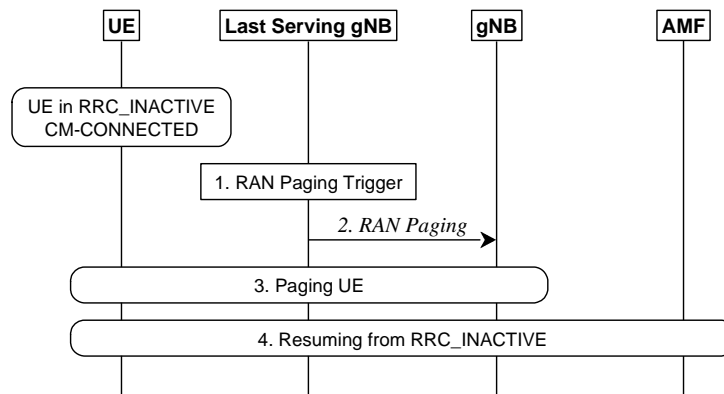 UE
Last Serving gNB
gNB
AMF
UE in RRC_INACTIVE
CM-CONNECTED
1. RAN Paging Trigger
2. RAN Paging
3. Paging UE
4. Resuming from RRC_INACTIVE